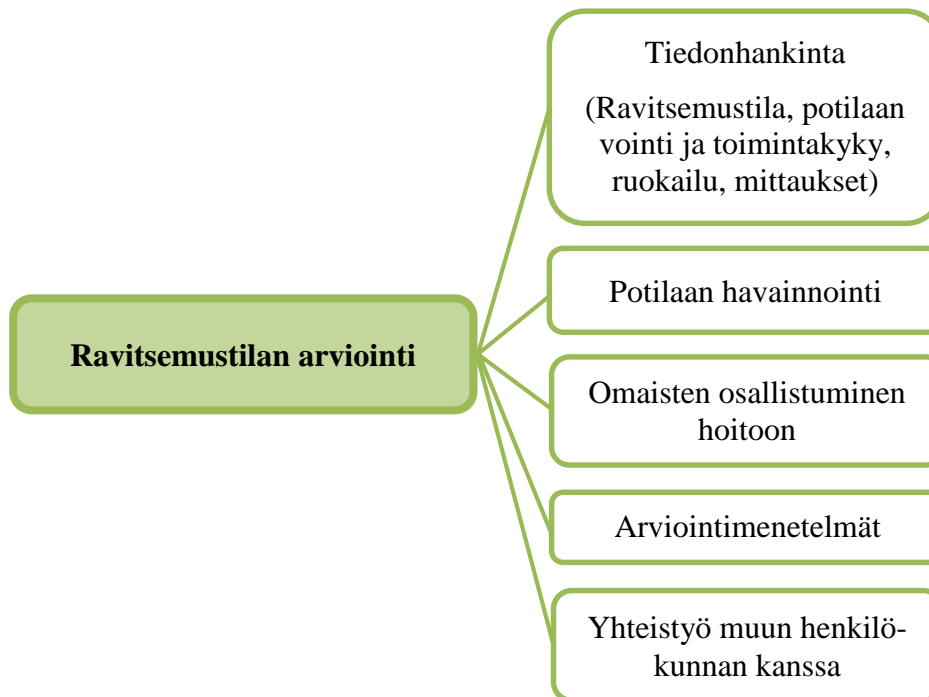 Tiedonhankinta
(Ravitsemustila, potilaan
vointi ja toimintakyky,
ruokailu, mittaukset)
Potilaan havainnointi
Ravitsemustilan arviointi
Omaisten osallistuminen
hoitoon
Arviointimenetelmät
Yhteistyö muun henkilö-
kunnan kanssa